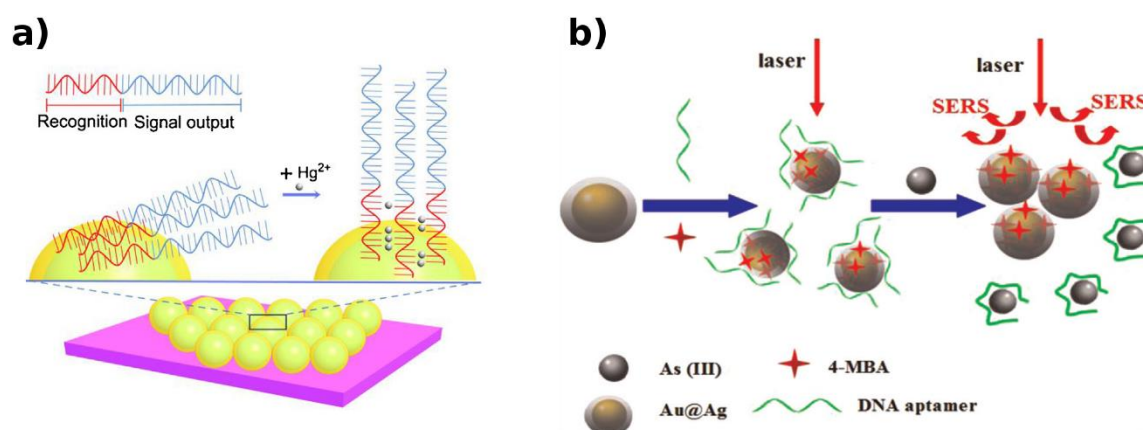 a)
Recognition Signal output
+ Hg²⁺
b)
laser
laser
SERS
SERS
As (III)
4-MBA
Au@Ag
DNA aptamer